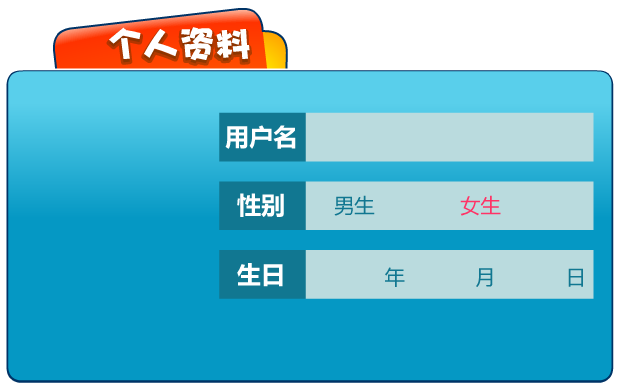 个人资料
用户名
性别 男生 女生
生日 年 月 日